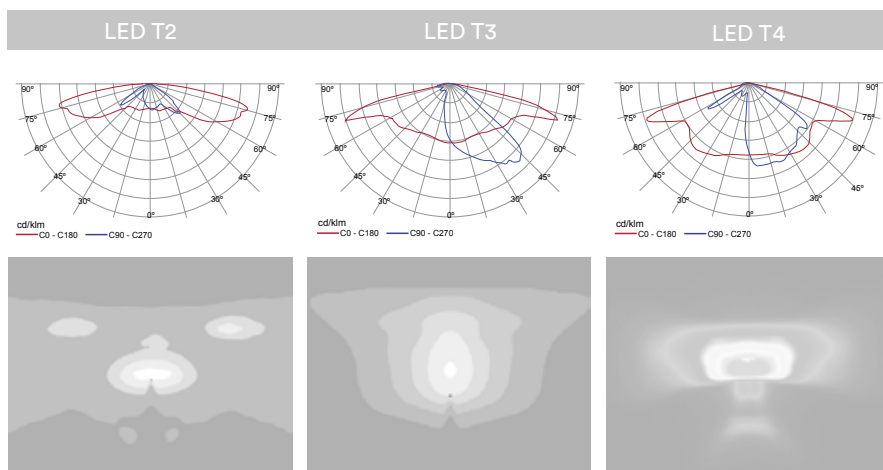 LED T2
LED T3
LED T4
90° 90° 90° 90° 90° 90°
75° 75° 75° 75° 75° 75°
60° 60° 60° 60° 60° 60°
45° 45° 45° 45° 45° 45°
30° 30° 30° 30° 30° 30°
0° 0° 0°
cd/klm cd/klm cd/klm
C0 - C180 C90 - C270 C0 - C180 C90 - C270 C0 - C180 C90 - C270